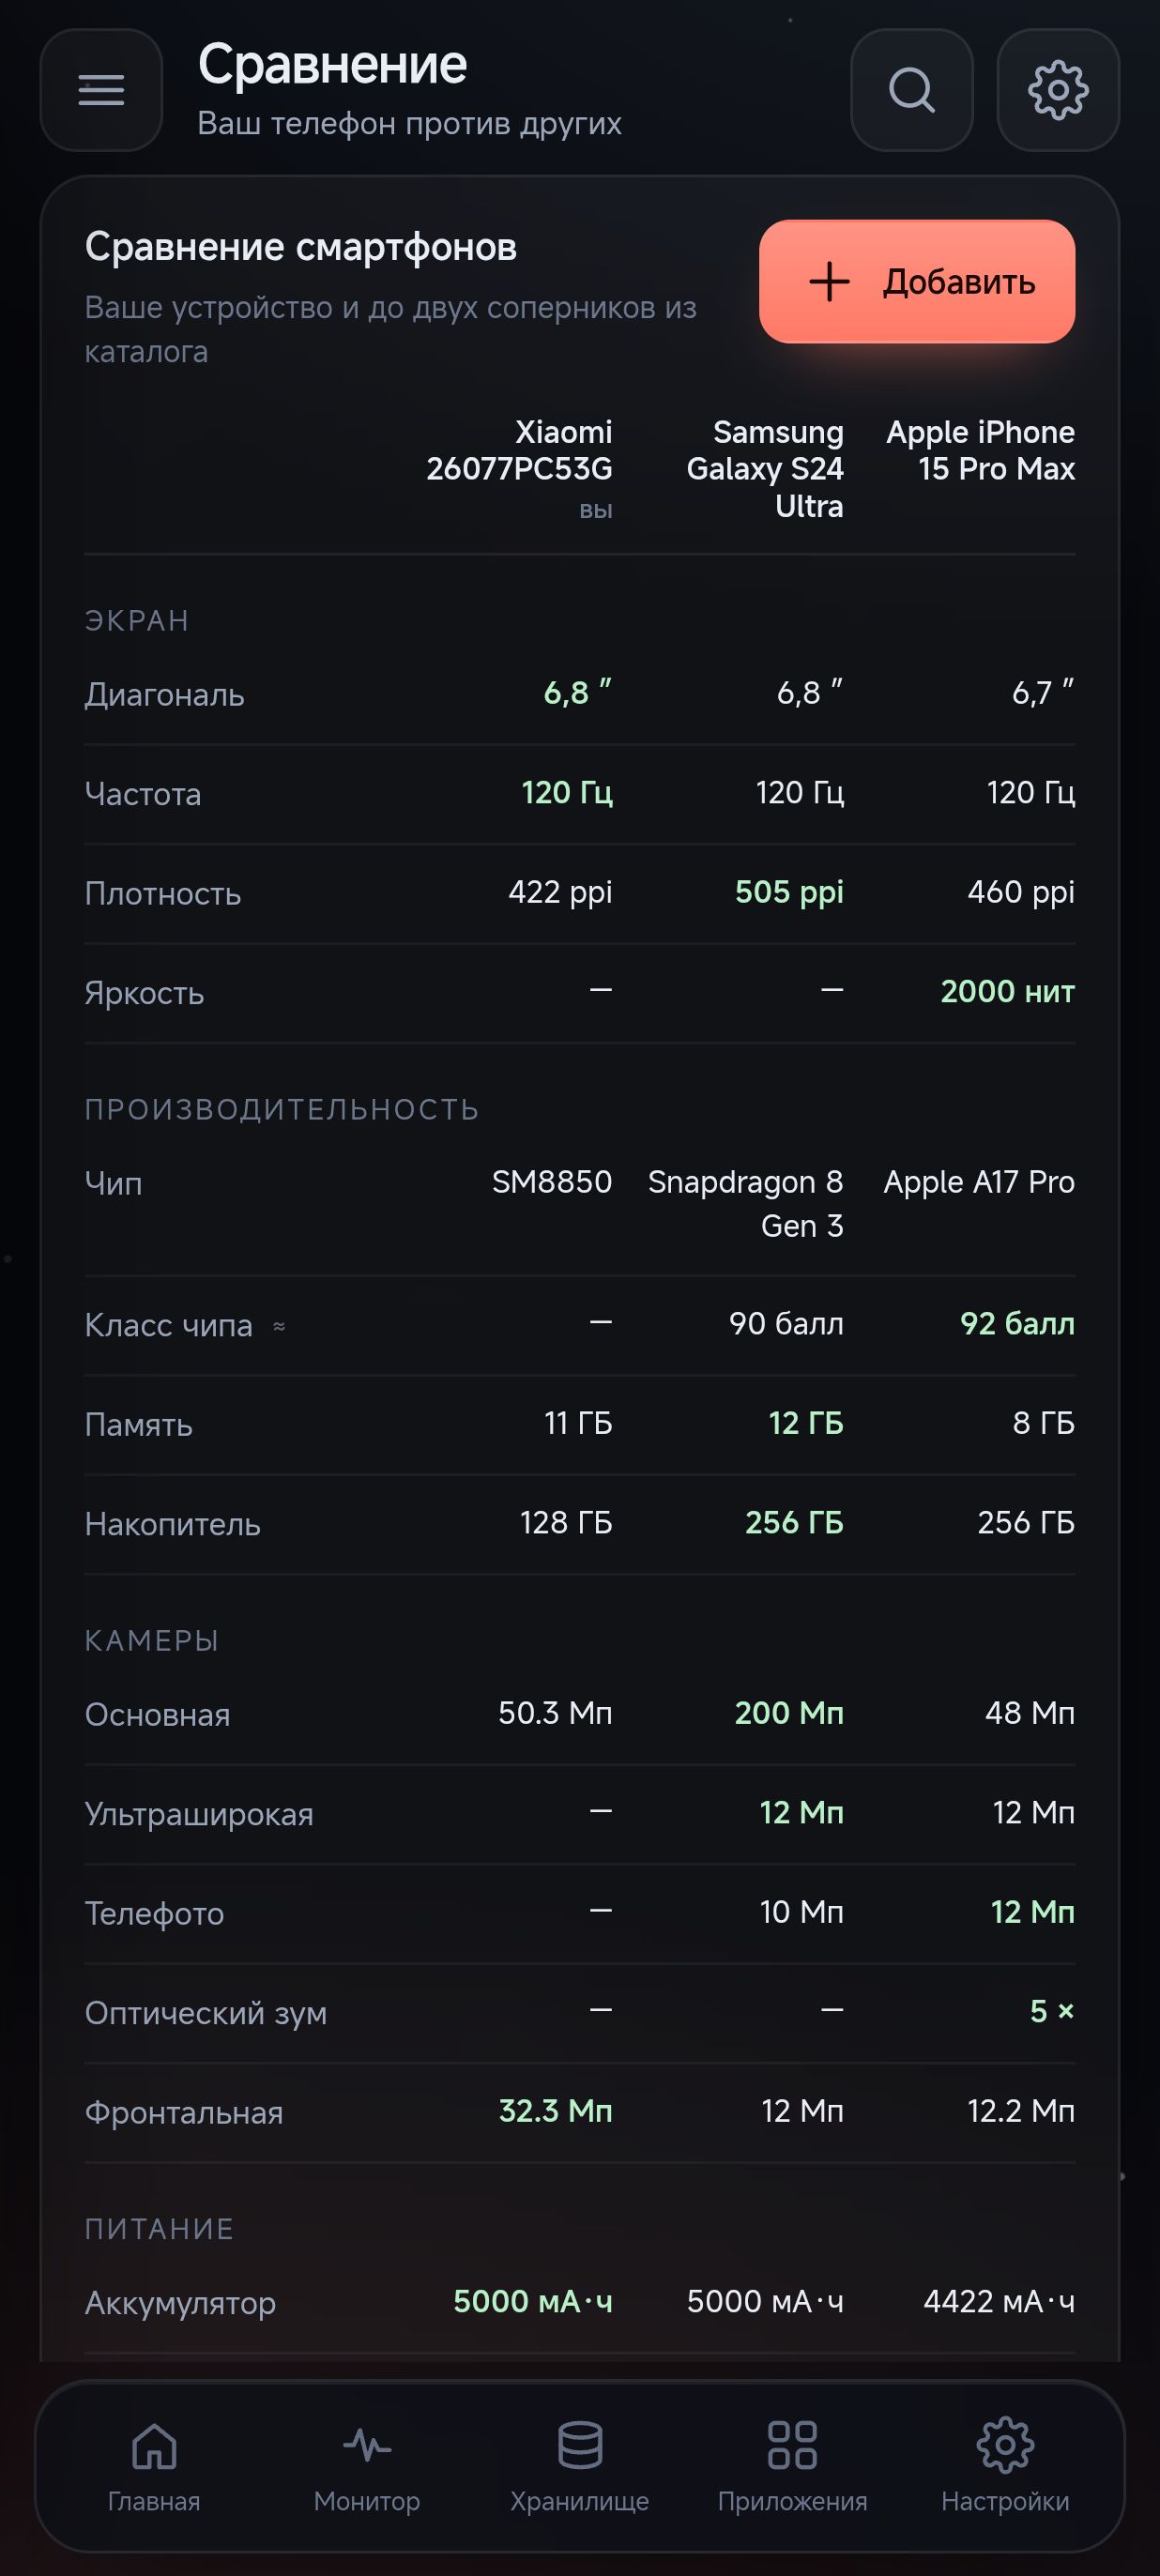 Сравнение
Ваш телефон против других
Сравнение смартфонов
Ваше устройство и до двух соперников из
каталога
Добавить
Xiaomi
26077PC53G
вы
Samsung
Galaxy S24
Ultra
Apple iPhone
15 Pro Max
ЭКРАН
Диагональ 6,8 ″ 6,8 ″ 6,7 ″
Частота 120 Гц 120 Гц 120 Гц
Плотность 422 ppi 505 ppi 460 ppi
Яркость — — 2000 нит
ПРОИЗВОДИТЕЛЬНОСТЬ
Чип SM8850 Snapdragon 8 Apple A17 Pro
Gen 3
Класс чипа ≈ — 90 балл 92 балл
Память 11 ГБ 12 ГБ 8 ГБ
Накопитель 128 ГБ 256 ГБ 256 ГБ
КАМЕРЫ
Основная 50.3 Мп 200 Мп 48 Мп
Ультраширокая — 12 Мп 12 Мп
Телефото — 10 Мп 12 Мп
Оптический зум — — 5 ×
Фронтальная 32.3 Мп 12 Мп 12.2 Мп
ПИТАНИЕ
Аккумулятор 5000 мА·ч 5000 мА·ч 4422 мА·ч
Главная Монитор Хранилище Приложения Настройки